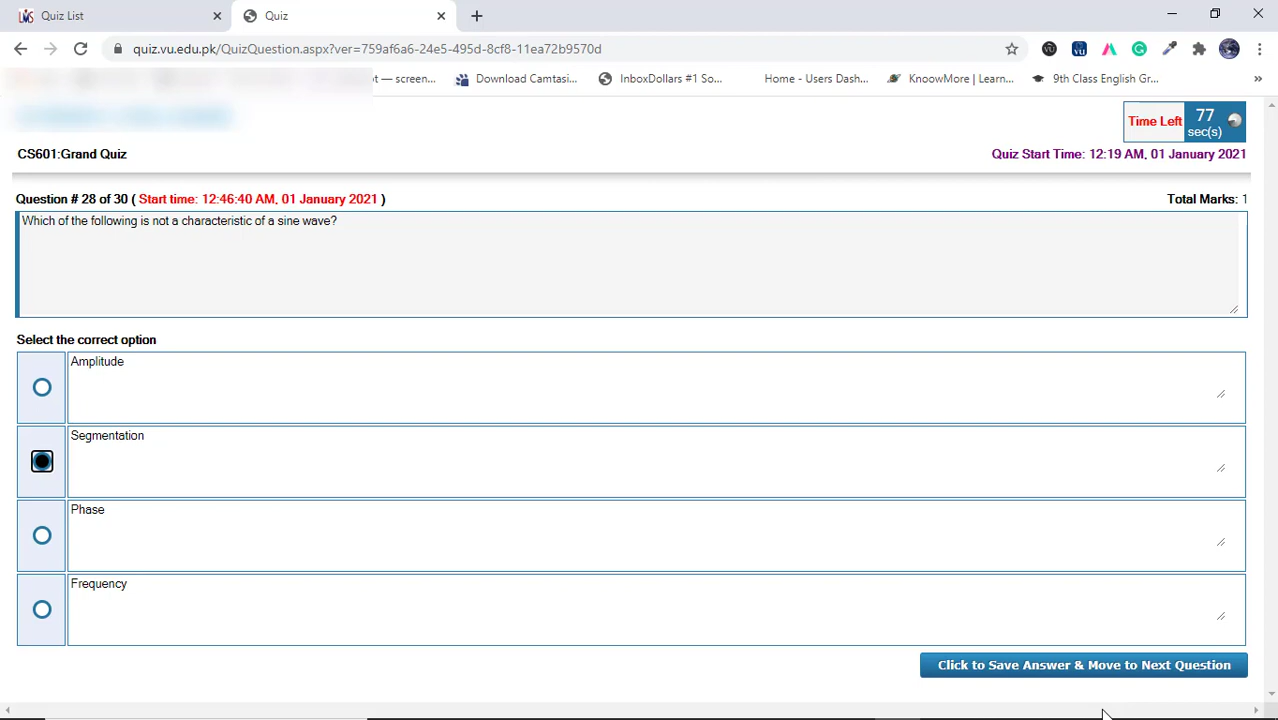 Quiz List
Quiz
quiz.vu.edu.pk/QuizQuestion.aspx?ver=759af6a6-24e5-495d-8cf8-11ea72b9570d
ot — screen...
Download Camtasi...
InboxDollars #1 So...
Home - Users Dash...
KnoowMore | Learn...
9th Class English Gr...
»
Time Left 77 sec(s)
CS601:Grand Quiz
Quiz Start Time: 12:19 AM, 01 January 2021
Question # 28 of 30 ( Start time: 12:46:40 AM, 01 January 2021 )
Total Marks: 1
Which of the following is not a characteristic of a sine wave?
Select the correct option
Amplitude
Segmentation
Phase
Frequency
Click to Save Answer & Move to Next Question